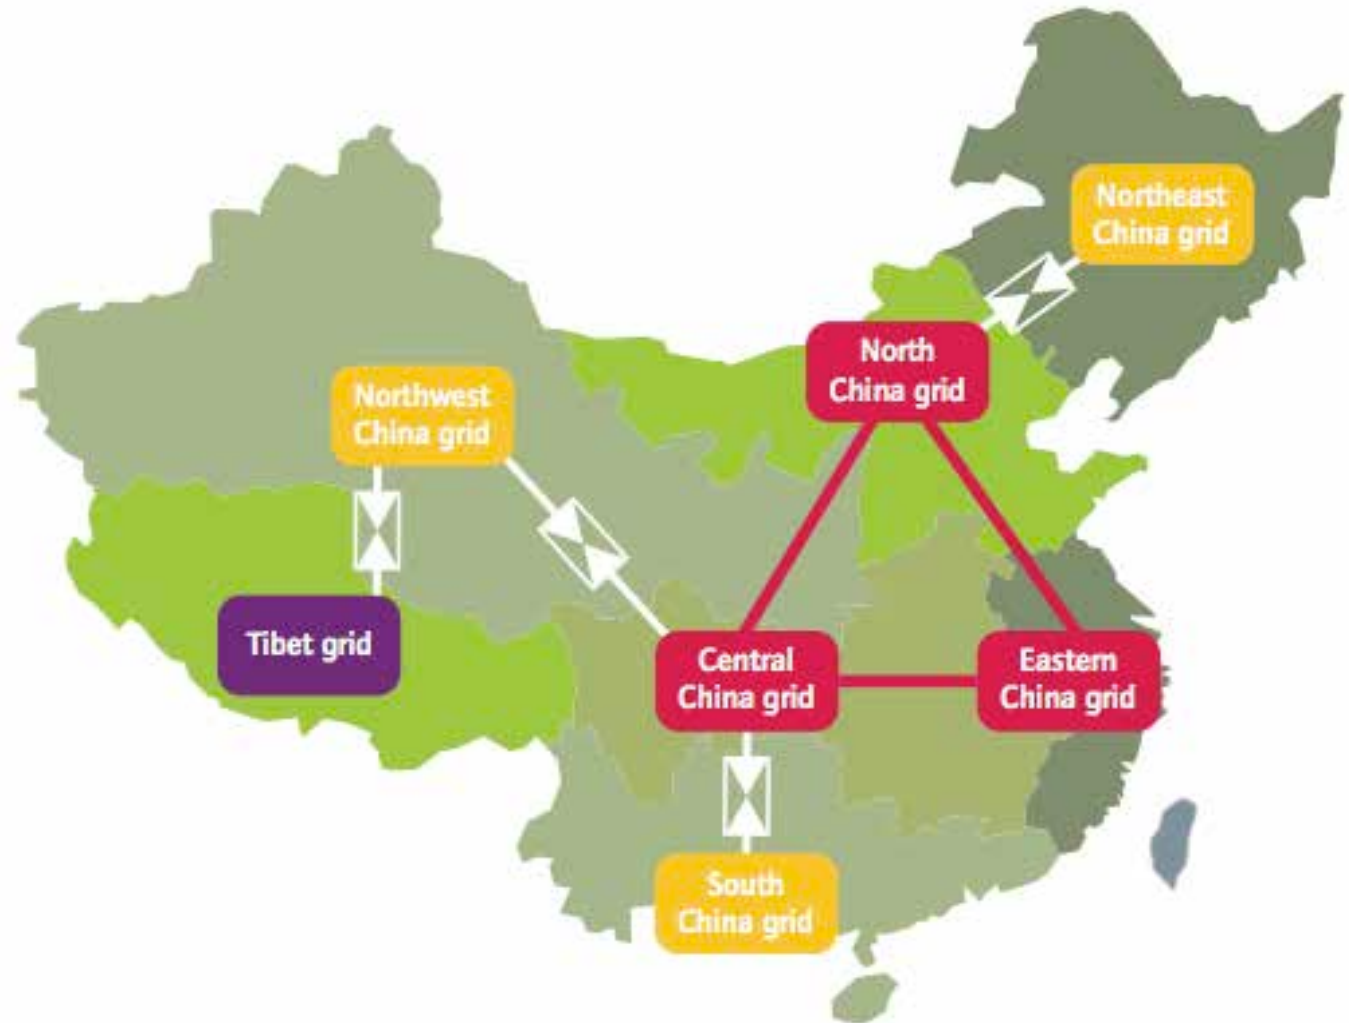 Northeast
China grid
North
China grid
Northwest
China grid
Tibet grid
Central
China grid
Eastern
China grid
South
China grid